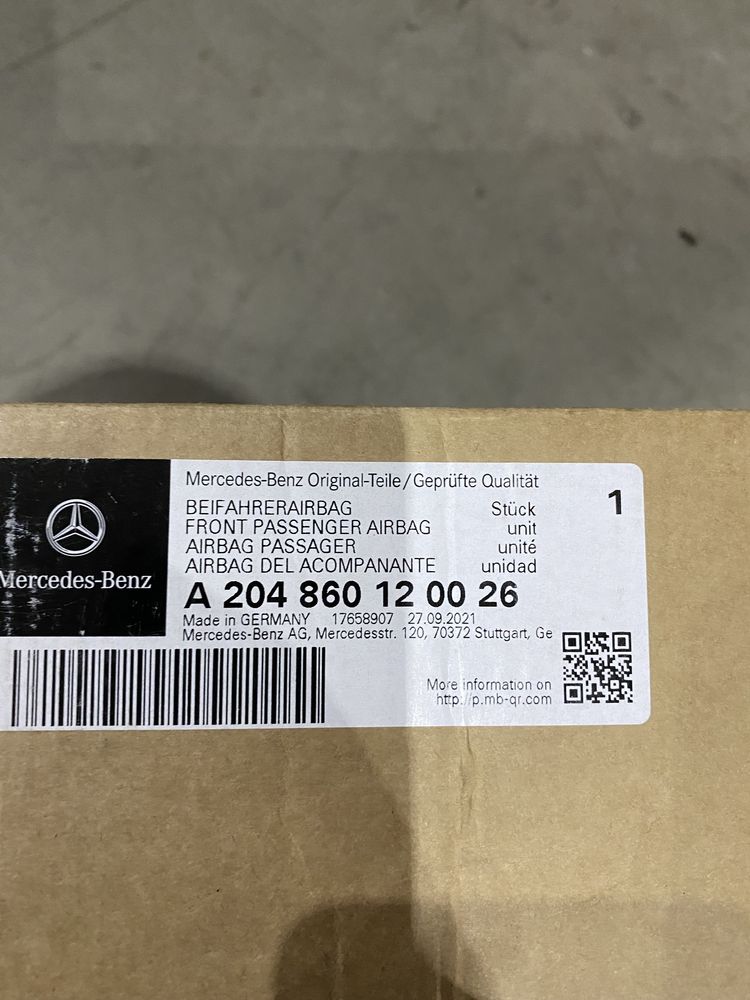 Mercedes-Benz Original-Teile/Geprüfte Qualität
1
BEIFAHRERAIRBAG Stück
FRONT PASSENGER AIRBAG unit
AIRBAG PASSAGER unité
AIRBAG DEL ACOMPANANTE unidad
Mercedes-Benz
A 204 860 12 00 26
Made in GERMANY 17658907 27.09.2021
Mercedes-Benz AG, Mercedesstr. 120, 70372 Stuttgart, Ge
More information on
http://p.mb-qr.com